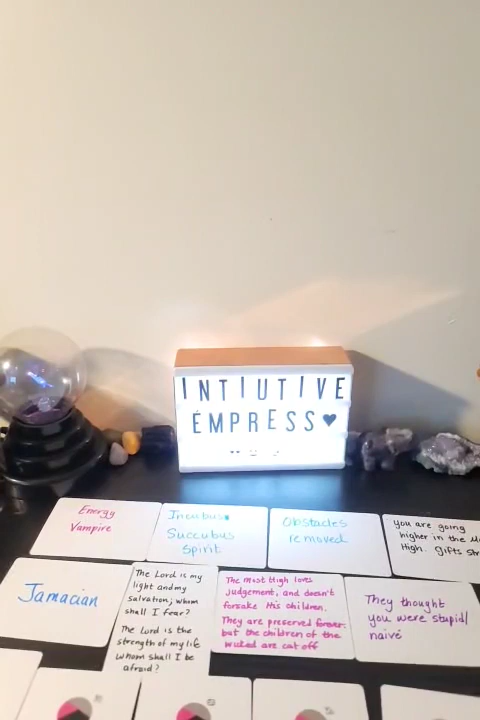 INTIUTIVE
EMPRESS♥
Energy
Vampire
Incubus
Succubus
Spirit
Obstacles
removed
you are going
higher in the
High. gifts
Jamacian
The Lord is my
light and my
salvation; whom
shall I fear?
The Lord is the
strength of my life
whom shall I be
afraid?
The most High loves
judgement, and doesn't
forsake His children.
They are preserved forever.
but the children of the
wicked are cut off
They thought
you were stupid/
naive